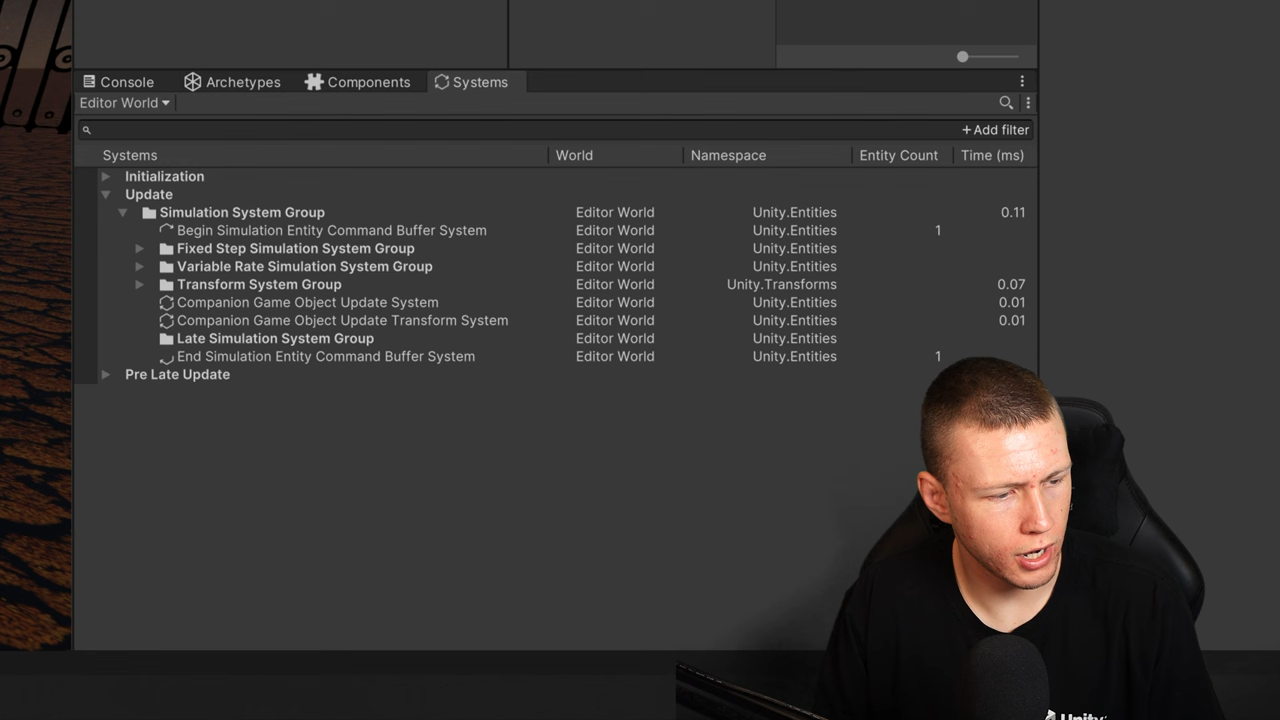 Console Archetypes Components Systems
Editor World
+ Add filter
Systems World Namespace Entity Count Time (ms)
Initialization
Update
Simulation System Group Editor World Unity.Entities 0.11
Begin Simulation Entity Command Buffer System Editor World Unity.Entities 1
Fixed Step Simulation System Group Editor World Unity.Entities
Variable Rate Simulation System Group Editor World Unity.Entities
Transform System Group Editor World Unity.Transforms 0.07
Companion Game Object Update System Editor World Unity.Entities 0.01
Companion Game Object Update Transform System Editor World Unity.Entities 0.01
Late Simulation System Group Editor World Unity.Entities
End Simulation Entity Command Buffer System Editor World Unity.Entities 1
Pre Late Update
Unity